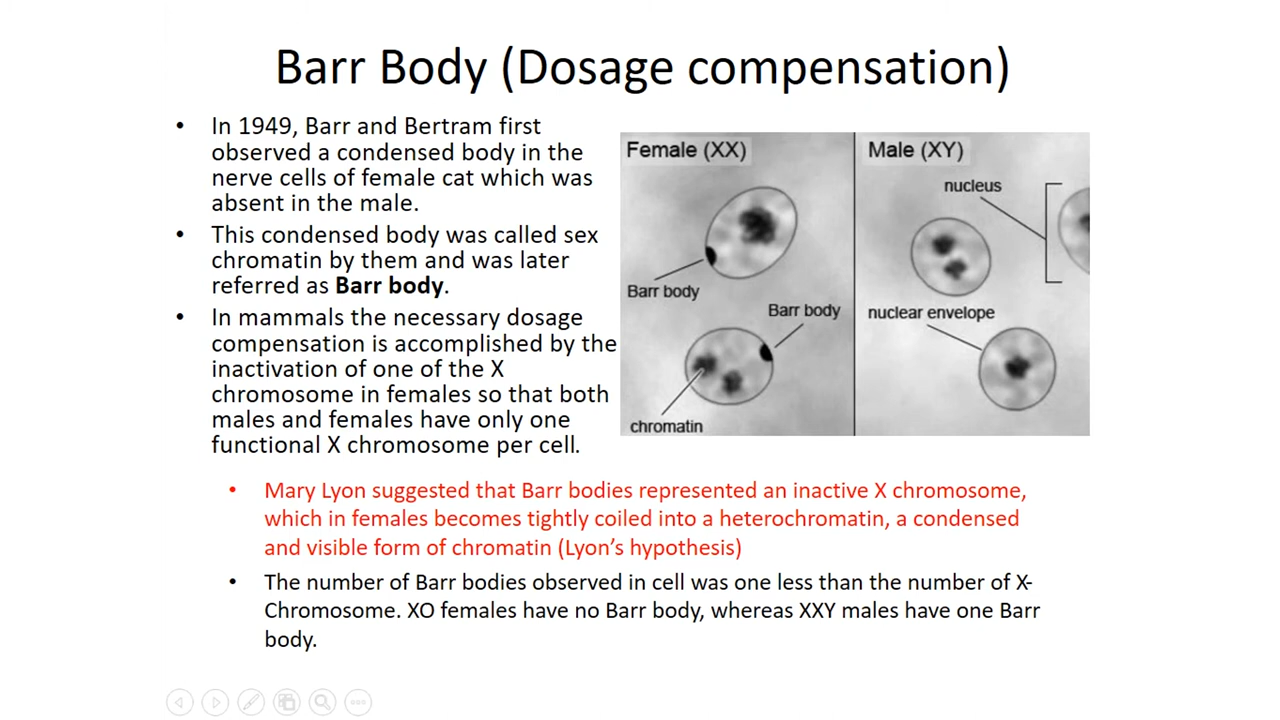 Barr Body (Dosage compensation)
• In 1949, Barr and Bertram first
observed a condensed body in the
nerve cells of female cat which was
absent in the male.
• This condensed body was called sex
chromatin by them and was later
referred as Barr body.
• In mammals the necessary dosage
compensation is accomplished by the
inactivation of one of the X
chromosome in females so that both
males and females have only one
functional X chromosome per cell.
Female (XX)
Barr body
Barr body
chromatin
Male (XY)
nucleus
nuclear envelope
• Mary Lyon suggested that Barr bodies represented an inactive X chromosome,
which in females becomes tightly coiled into a heterochromatin, a condensed
and visible form of chromatin (Lyon’s hypothesis)
• The number of Barr bodies observed in cell was one less than the number of X-
Chromosome. XO females have no Barr body, whereas XXY males have one Barr
body.